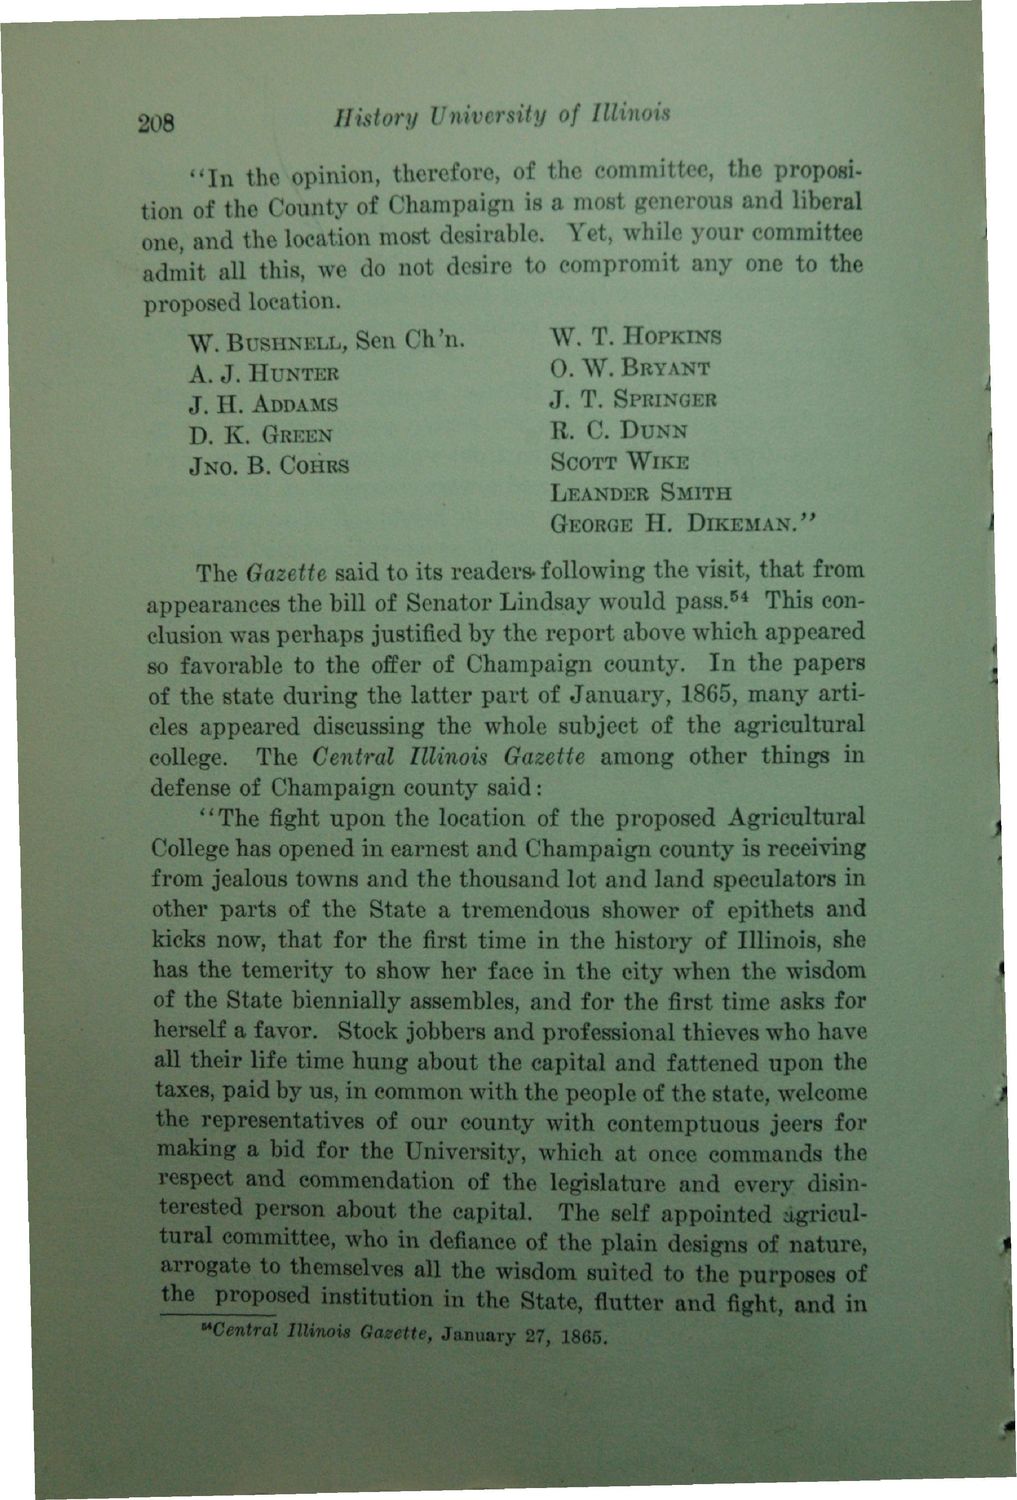 208 History University of Illinois
"In the opinion, therefore, of the committee, the proposi-
tion of the County of Champaign is a most generous and liberal
one, and the location most desirable. Yet, while your committee
admit all this, we do not desire to compromit any one to the
proposed location.
W. BUSHNELL, Sen Ch'n.
A. J. HUNTER
J. H. ADDAMS
D. K. GREEN
JNO. B. COHRS
W. T. HOPKINS
O. W. BRYANT
J. T. SPRINGER
R. C. DUNN
SCOTT WIKE
LEANDER SMITH
GEORGE H. DIKEMAN."
The Gazette said to its readers following the visit, that from
appearances the bill of Senator Lindsay would pass.54 This con-
clusion was perhaps justified by the report above which appeared
so favorable to the offer of Champaign county. In the papers
of the state during the latter part of January, 1865, many arti-
cles appeared discussing the whole subject of the agricultural
college. The Central Illinois Gazette among other things in
defense of Champaign county said:
"The fight upon the location of the proposed Agricultural
College has opened in earnest and Champaign county is receiving
from jealous towns and the thousand lot and land speculators in
other parts of the State a tremendous shower of epithets and
kicks now, that for the first time in the history of Illinois, she
has the temerity to show her face in the city when the wisdom
of the State biennially assembles, and for the first time asks for
herself a favor. Stock jobbers and professional thieves who have
all their life time hung about the capital and fattened upon the
taxes, paid by us, in common with the people of the state, welcome
the representatives of our county with contemptuous jeers for
making a bid for the University, which at once commands the
respect and commendation of the legislature and every disin-
terested person about the capital. The self appointed agricul-
tural committee, who in defiance of the plain designs of nature,
arrogate to themselves all the wisdom suited to the purposes of
the proposed institution in the State, flutter and fight, and in
54Central Illinois Gazette, January 27, 1865.